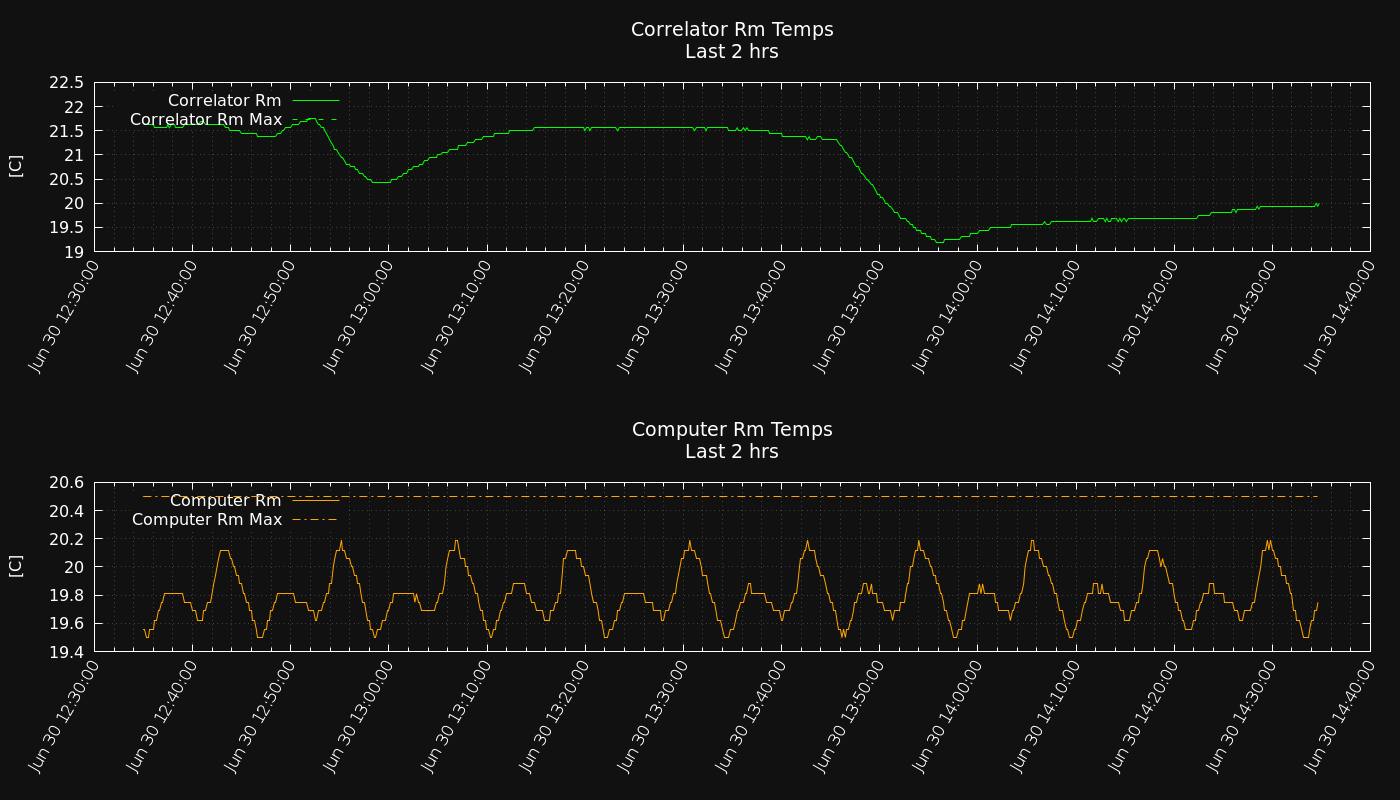 Correlator Rm Temps
Last 2 hrs
22.5
22
21.5
21
20.5
20
19.5
19
[C]
Correlator Rm
Correlator Rm Max
Jun 30 12:30:00
Jun 30 12:40:00
Jun 30 12:50:00
Jun 30 13:00:00
Jun 30 13:10:00
Jun 30 13:20:00
Jun 30 13:30:00
Jun 30 13:40:00
Jun 30 13:50:00
Jun 30 14:00:00
Jun 30 14:10:00
Jun 30 14:20:00
Jun 30 14:30:00
Jun 30 14:40:00
Computer Rm Temps
Last 2 hrs
20.6
20.4
20.2
20
19.8
19.6
19.4
[C]
Computer Rm
Computer Rm Max
Jun 30 12:30:00
Jun 30 12:40:00
Jun 30 12:50:00
Jun 30 13:00:00
Jun 30 13:10:00
Jun 30 13:20:00
Jun 30 13:30:00
Jun 30 13:40:00
Jun 30 13:50:00
Jun 30 14:00:00
Jun 30 14:10:00
Jun 30 14:20:00
Jun 30 14:30:00
Jun 30 14:40:00